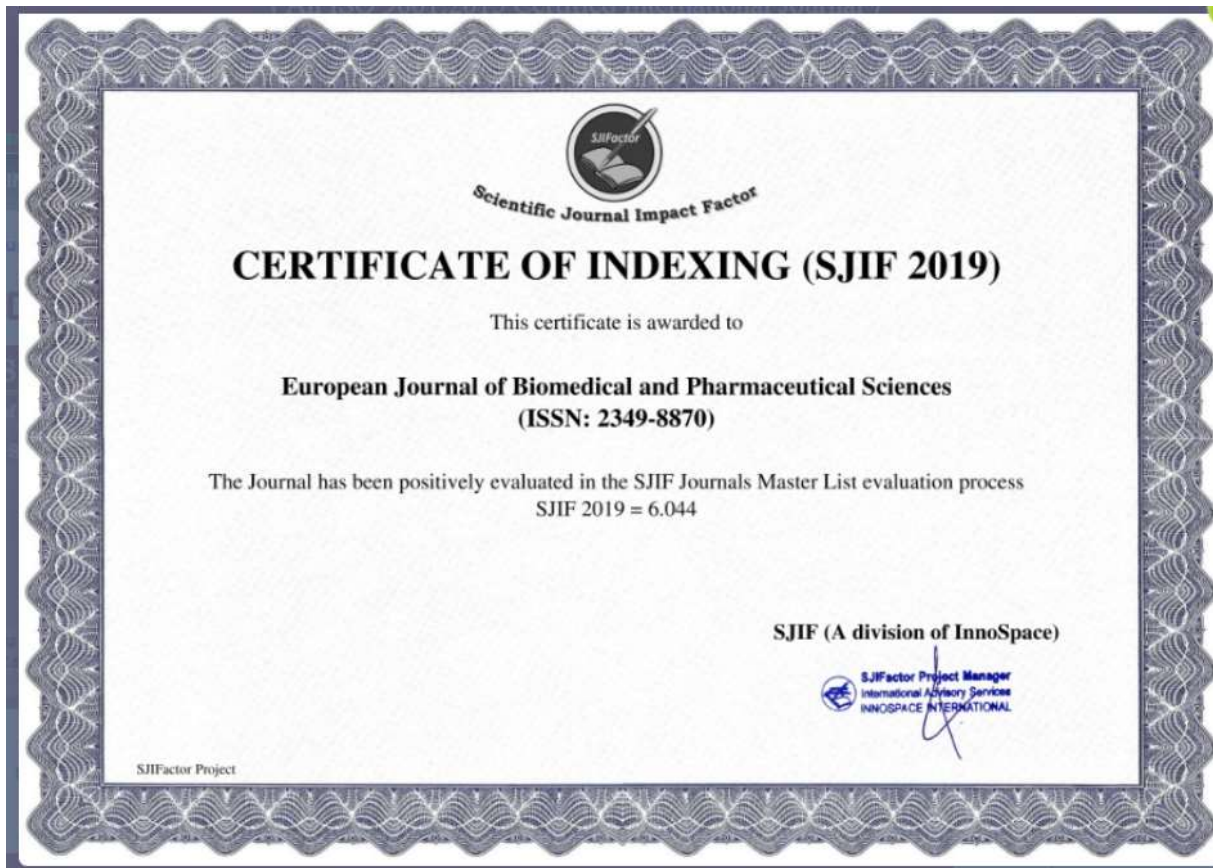 SJIFactor
Scientific Journal Impact Factor
CERTIFICATE OF INDEXING (SJIF 2019)
This certificate is awarded to
European Journal of Biomedical and Pharmaceutical Sciences
(ISSN: 2349-8870)
The Journal has been positively evaluated in the SJIF Journals Master List evaluation process
SJIF 2019 = 6.044
SJIF (A division of InnoSpace)
SJIFactor Project Manager
International Advisory Services
INNOSPACE INTERNATIONAL
SJIFactor Project